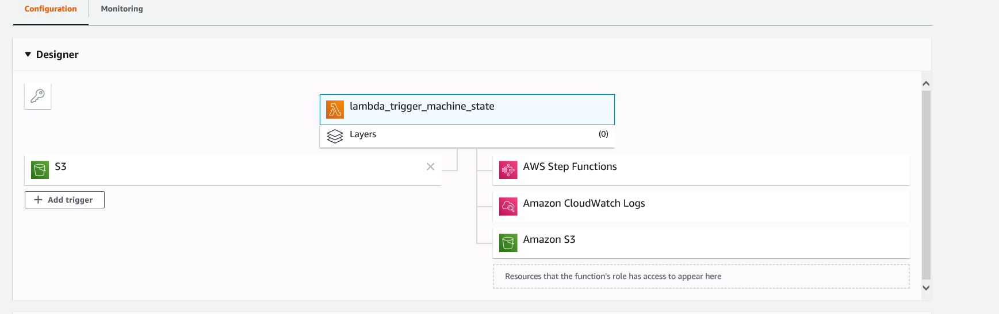 Configuration
Monitoring
Designer
lambda_trigger_machine_state
Layers
(0)
S3
Add trigger
AWS Step Functions
Amazon CloudWatch Logs
Amazon S3
Resources that the function's role has access to appear here